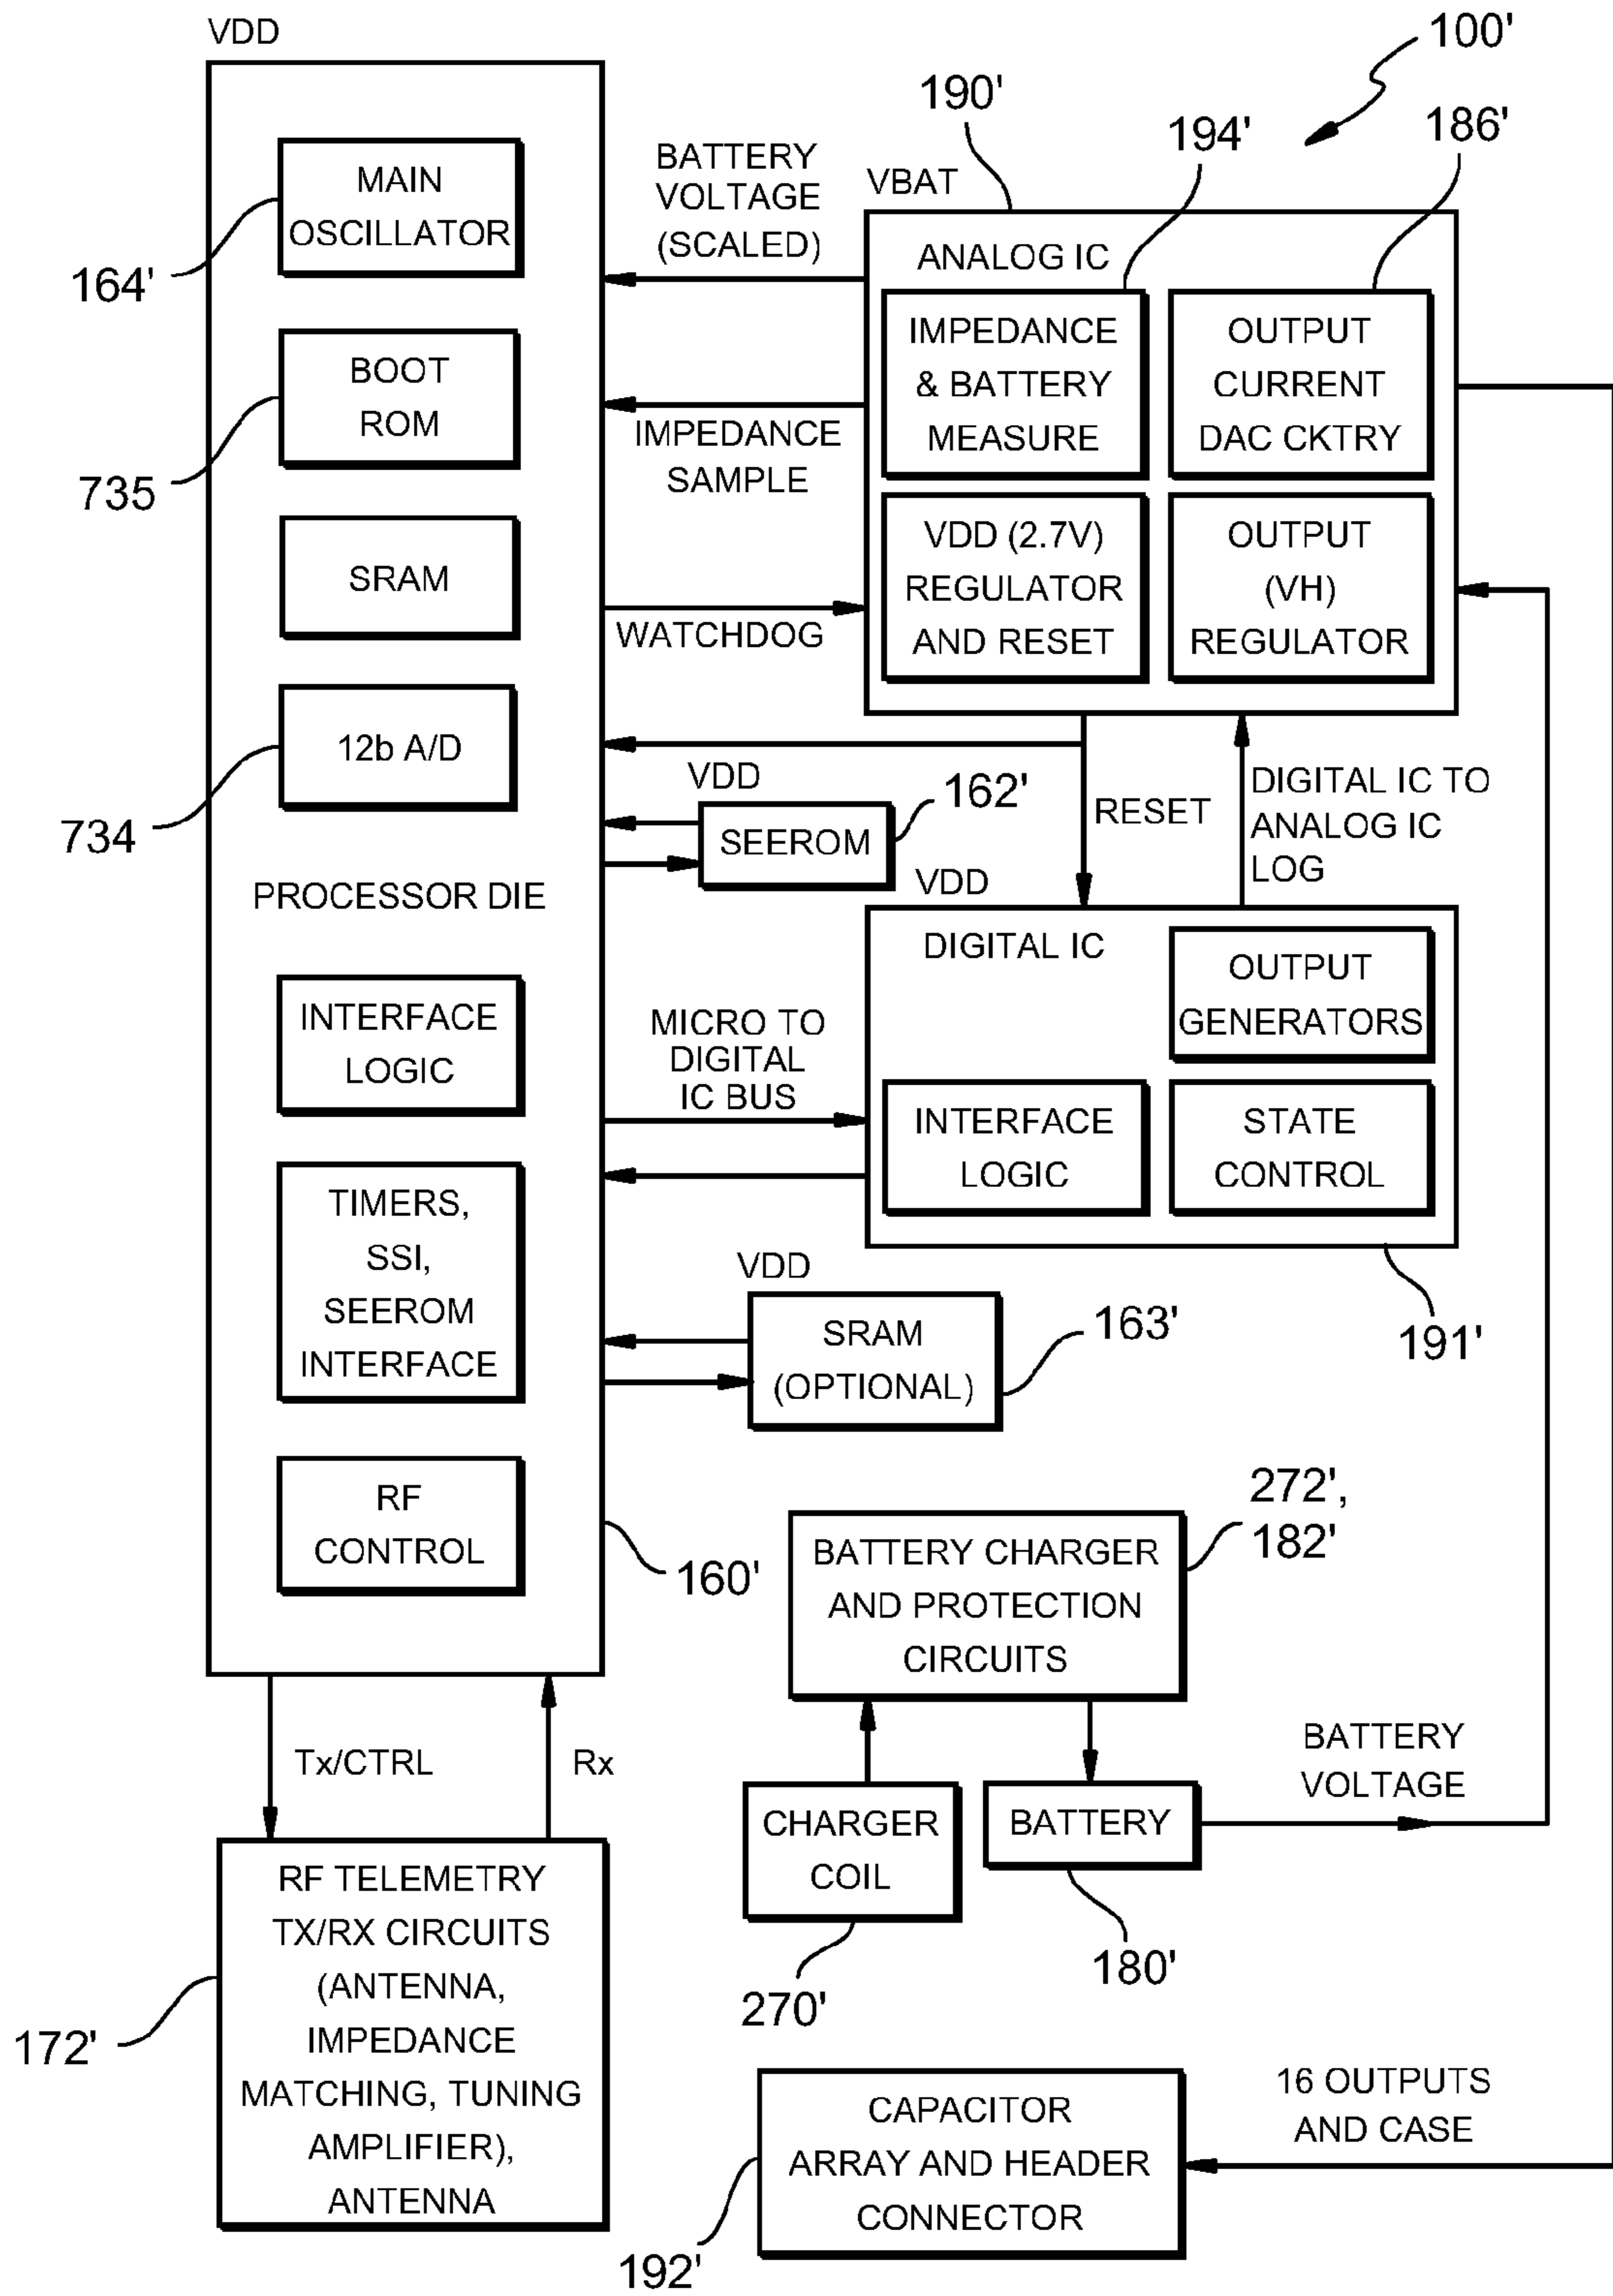 VDD
100'
190'
194'
186'
MAIN
OSCILLATOR
164'
BATTERY
VOLTAGE
(SCALED)
VBAT
ANALOG IC
IMPEDANCE
& BATTERY
MEASURE
OUTPUT
CURRENT
DAC CKTRY
BOOT
ROM
735
IMPEDANCE
SAMPLE
SRAM
WATCHDOG
VDD (2.7V)
REGULATOR
AND RESET
OUTPUT
(VH)
REGULATOR
12b A/D
734
VDD
SEEROM
162'
RESET
DIGITAL IC TO
ANALOG IC
LOG
PROCESSOR DIE
VDD
DIGITAL IC
OUTPUT
GENERATORS
INTERFACE
LOGIC
MICRO TO
DIGITAL
IC BUS
INTERFACE
LOGIC
STATE
CONTROL
191'
TIMERS,
SSI,
SEEROM
INTERFACE
VDD
SRAM
(OPTIONAL)
163'
RF
CONTROL
160'
BATTERY CHARGER
AND PROTECTION
CIRCUITS
272',
182'
Tx/CTRL
Rx
CHARGER
COIL
270'
BATTERY
180'
BATTERY
VOLTAGE
RF TELEMETRY
TX/RX CIRCUITS
(ANTENNA,
IMPEDANCE
MATCHING, TUNING
AMPLIFIER),
ANTENNA
172'
CAPACITOR
ARRAY AND HEADER
CONNECTOR
192'
16 OUTPUTS
AND CASE